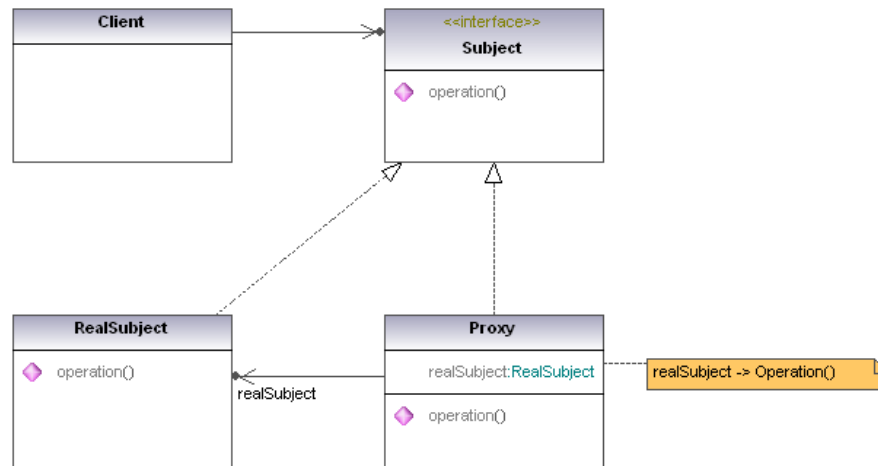 Client
<<interface>>
Subject
operation()
RealSubject
operation()
realSubject
Proxy
realSubject:RealSubject
operation()
realSubject -> Operation()